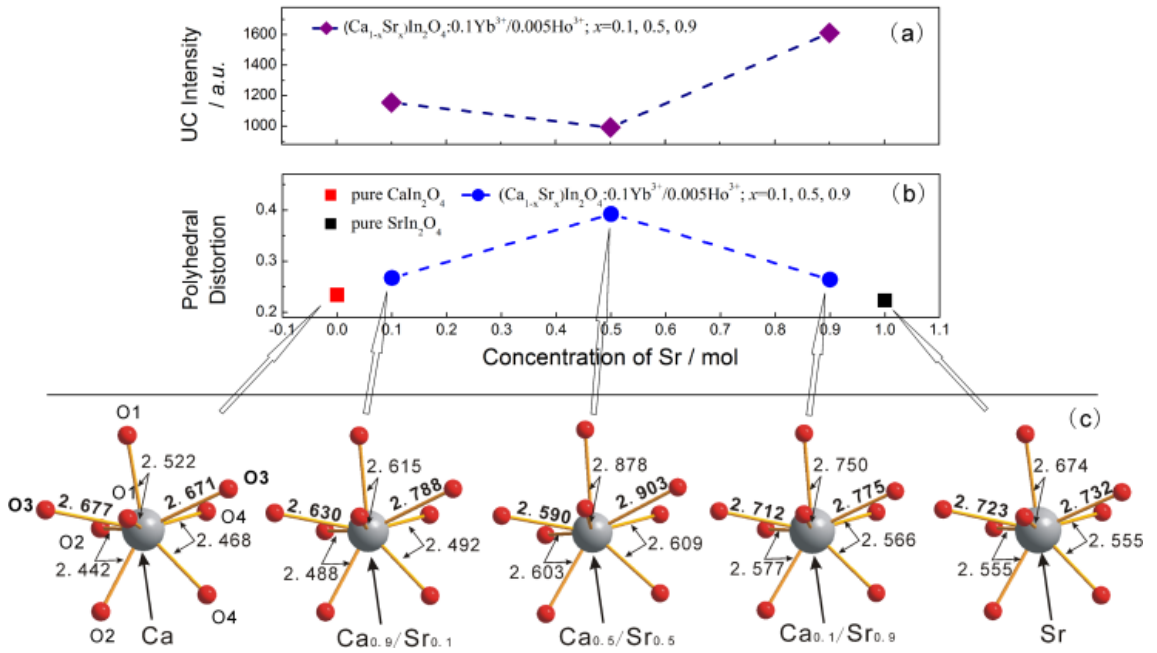 (Ca₁₋ₓSrₓ)In₂O₄:0.1Yb³⁺/0.005Ho³⁺; x=0.1, 0.5, 0.9
(a)
1600
1400
1200
1000
UC Intensity
/ a.u.
pure CaIn₂O₄
(Ca₁₋ₓSrₓ)In₂O₄:0.1Yb³⁺/0.005Ho³⁺; x=0.1, 0.5, 0.9
(b)
pure SrIn₂O₄
0.4
0.3
0.2
Polyhedral
Distortion
-0.1 0.0 0.1 0.2 0.3 0.4 0.5 0.6 0.7 0.8 0.9 1.0 1.1
Concentration of Sr / mol
(c)
O1
2. 522
O1
O3
2. 677
2. 671
O3
O4
O2
2. 468
2. 442
O2
O4
Ca
2. 615
2. 630
2. 788
2. 492
2. 488
Ca₀.₉/Sr₀.₁
2. 878
2. 590
2. 903
2. 609
2. 603
Ca₀.₅/Sr₀.₅
2. 750
2. 712
2. 775
2. 566
2. 577
Ca₀.₁/Sr₀.₉
2. 674
2. 723
2. 732
2. 555
2. 555
Sr